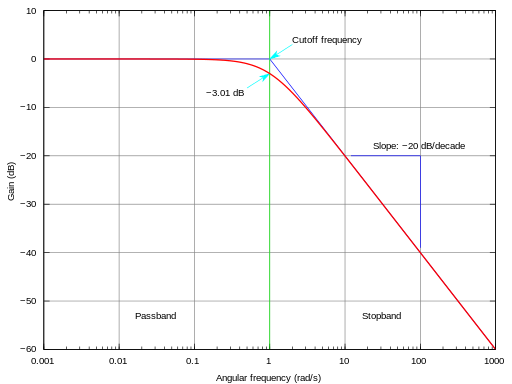 10
0
−10
−20
−30
−40
−50
−60
Gain (dB)
Cutoff frequency
−3.01 dB
Slope: −20 dB/decade
Passband
Stopband
0.001
0.01
0.1
1
10
100
1000
Angular frequency (rad/s)